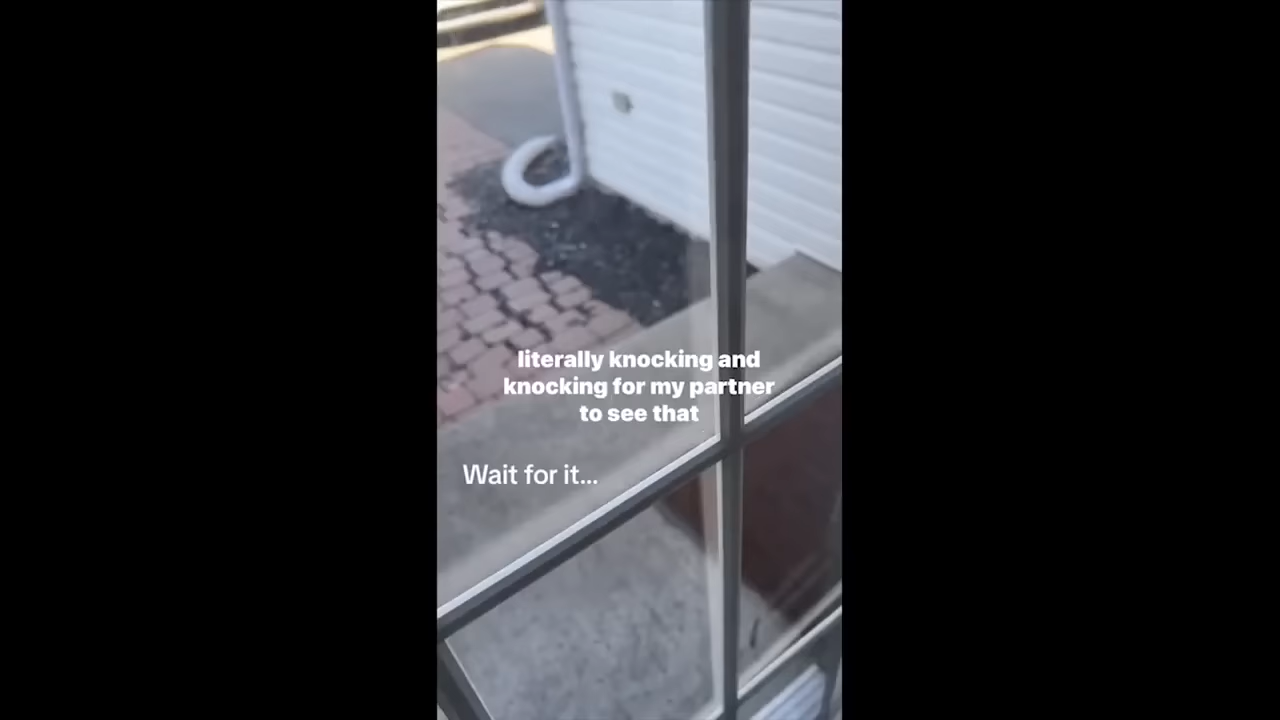 literally knocking and
knocking for my partner
to see that
Wait for it...